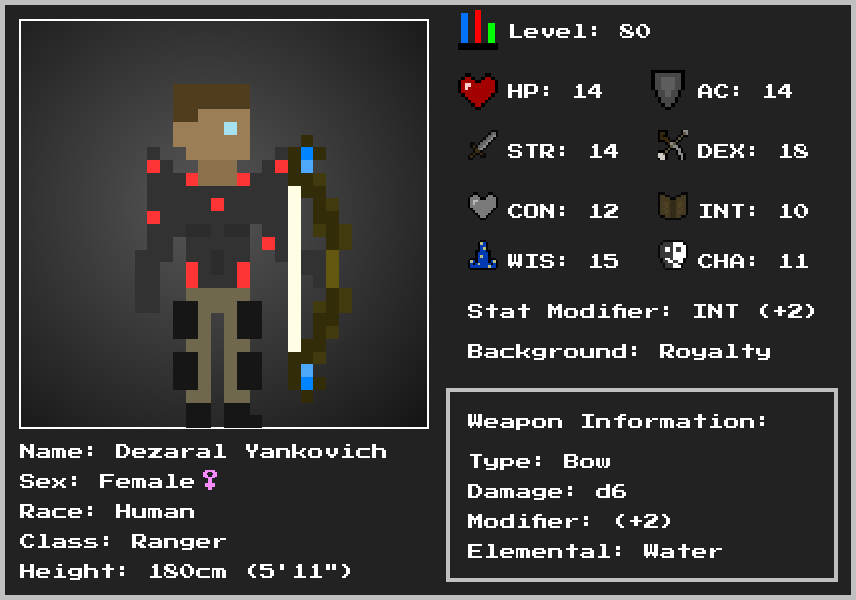 Level: 80
HP: 14 AC: 14
STR: 14 DEX: 18
CON: 12 INT: 10
WIS: 15 CHA: 11
Stat Modifier: INT (+2)
Background: Royalty
Weapon Information:
Type: Bow
Damage: d6
Modifier: (+2)
Elemental: Water
Name: Dezaral Yankovich
Sex: Female♀
Race: Human
Class: Ranger
Height: 180cm (5'11")